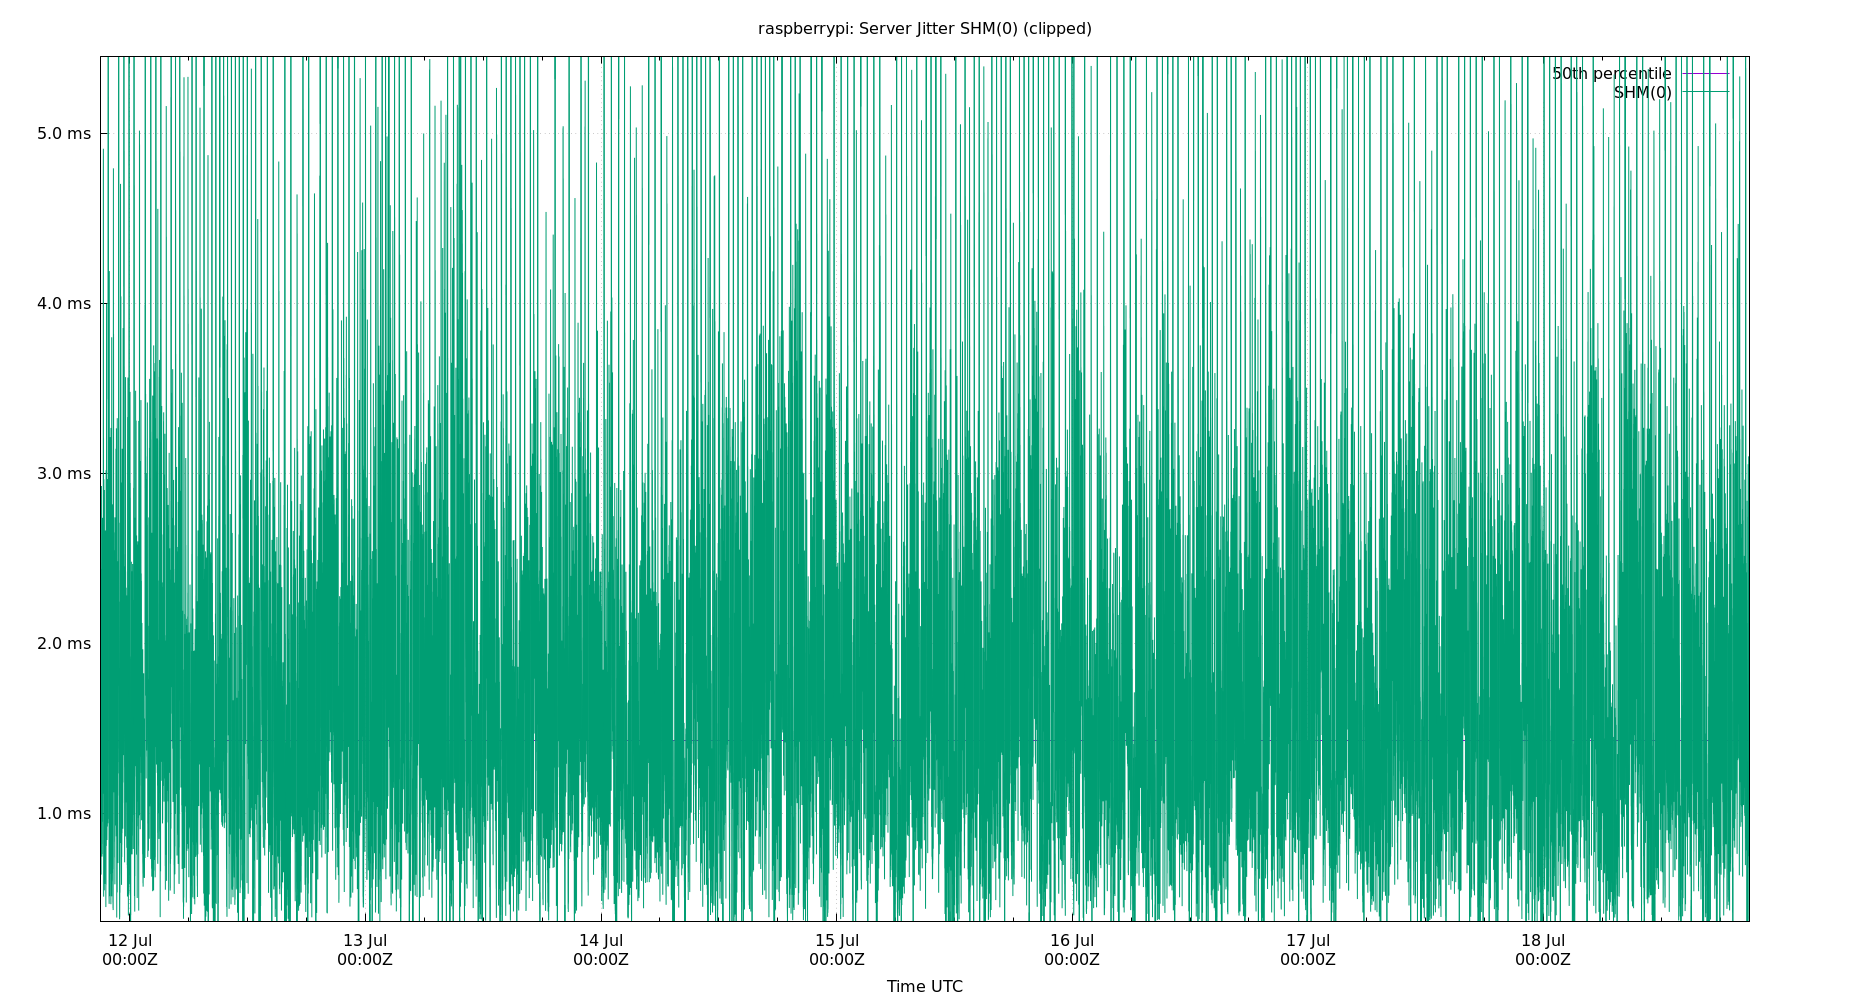 raspberrypi: Server Jitter SHM(0) (clipped)
50th percentile
SHM(0)
5.0 ms
4.0 ms
3.0 ms
2.0 ms
1.0 ms
12 Jul 13 Jul 14 Jul 15 Jul 16 Jul 17 Jul 18 Jul
00:00Z 00:00Z 00:00Z 00:00Z 00:00Z 00:00Z 00:00Z
Time UTC